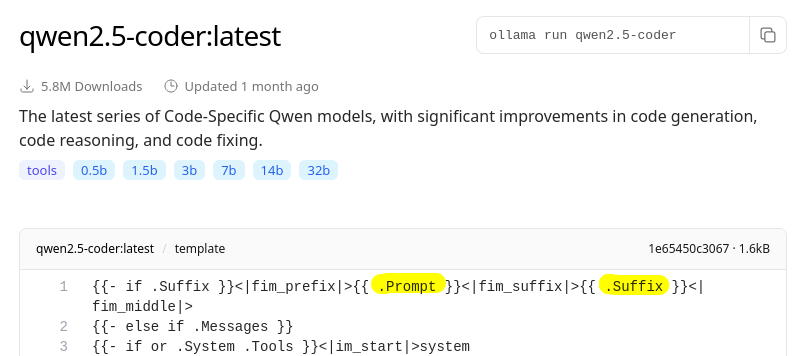 qwen2.5-coder:latest
ollama run qwen2.5-coder
5.8M Downloads Updated 1 month ago
The latest series of Code-Specific Qwen models, with significant improvements in code generation,
code reasoning, and code fixing.
tools 0.5b 1.5b 3b 7b 14b 32b
qwen2.5-coder:latest / template 1e65450c3067 · 1.6kB
1 {{- if .Suffix }}<|fim_prefix|>{{ .Prompt }}<|fim_suffix|>{{ .Suffix }}<|
fim_middle|>
2 {{- else if .Messages }}
3 {{- if or .System .Tools }}<|im_start|>system